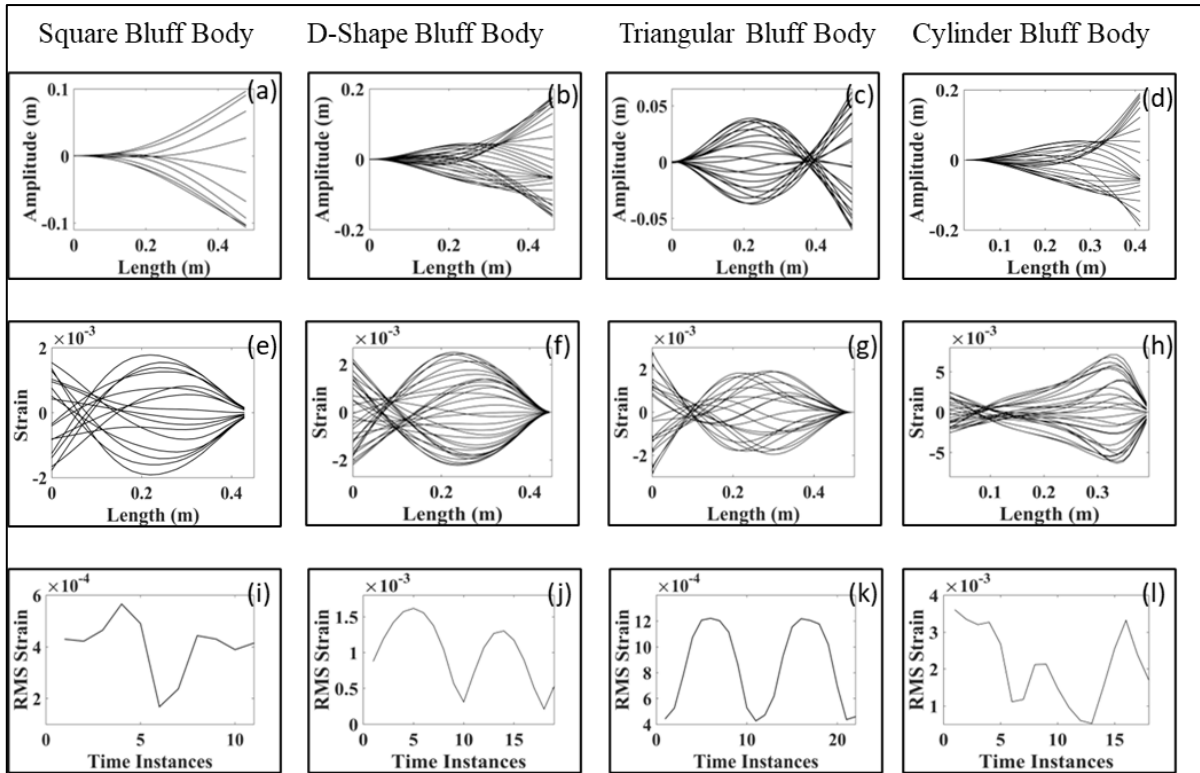 Square Bluff Body
D-Shape Bluff Body
Triangular Bluff Body
Cylinder Bluff Body
(a)
0.1
0
-0.1
Amplitude (m)
0 0.2 0.4
Length (m)
(b)
0.2
0
-0.2
Amplitude (m)
0 0.2 0.4
Length (m)
(c)
0.05
0
-0.05
Amplitude (m)
0 0.2 0.4
Length (m)
(d)
0.2
0
-0.2
Amplitude (m)
0.1 0.2 0.3 0.4
Length (m)
(e)
×10⁻³
2
0
-2
Strain
0 0.2 0.4
Length (m)
(f)
×10⁻³
2
0
-2
Strain
0 0.2 0.4
Length (m)
(g)
×10⁻³
2
0
-2
Strain
0 0.2 0.4
Length (m)
(h)
×10⁻³
5
0
-5
Strain
0.1 0.2 0.3
Length (m)
(i)
×10⁻⁴
6
4
2
RMS Strain
0 5 10
Time Instances
(j)
×10⁻³
1.5
1
0.5
0
RMS Strain
0 5 10 15
Time Instances
(k)
×10⁻⁴
12
10
8
6
4
RMS Strain
0 10 20
Time Instances
(l)
×10⁻³
4
3
2
1
RMS Strain
0 5 10 15
Time Instances